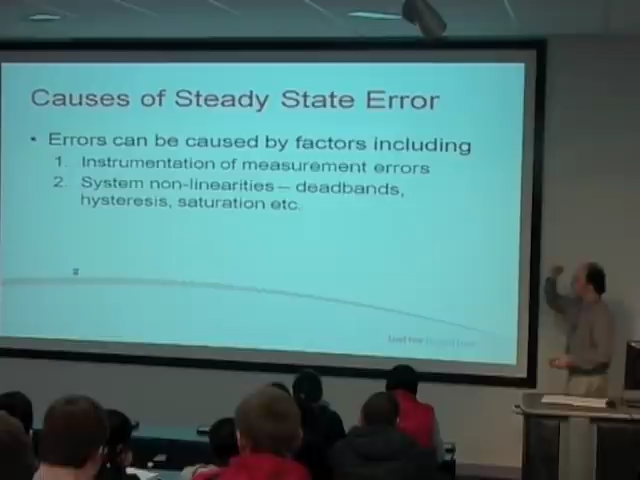 Causes of Steady State Error
• Errors can be caused by factors including
1. Instrumentation of measurement errors
2. System non-linearities – deadbands,
hysteresis, saturation etc.